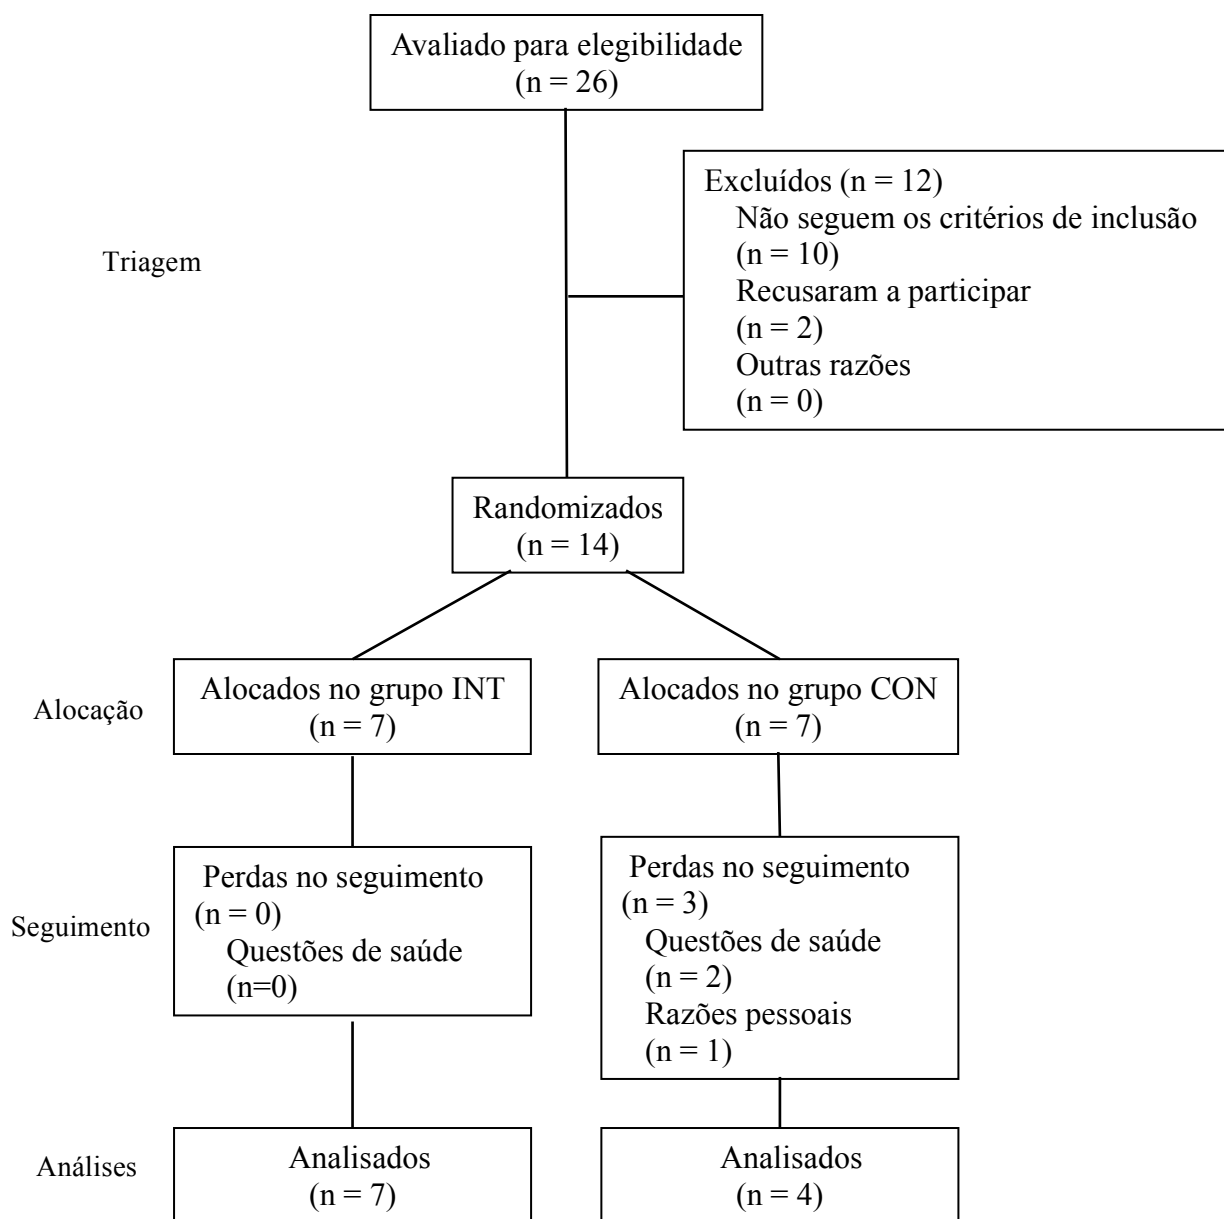 Avaliado para elegibilidade
(n = 26)
Excluídos (n = 12)
Não seguem os critérios de inclusão
(n = 10)
Recusaram a participar
(n = 2)
Outras razões
(n = 0)
Triagem
Randomizados
(n = 14)
Alocação
Alocados no grupo INT
(n = 7)
Alocados no grupo CON
(n = 7)
Seguimento
Perdas no seguimento
(n = 0)
Questões de saúde
(n=0)
Perdas no seguimento
(n = 3)
Questões de saúde
(n = 2)
Razões pessoais
(n = 1)
Análises
Analisados
(n = 7)
Analisados
(n = 4)